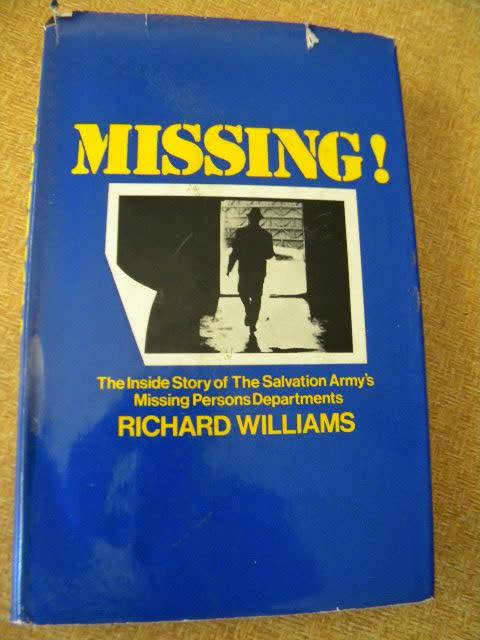 MISSING!
The Inside Story of The Salvation Army's
Missing Persons Departments
RICHARD WILLIAMS